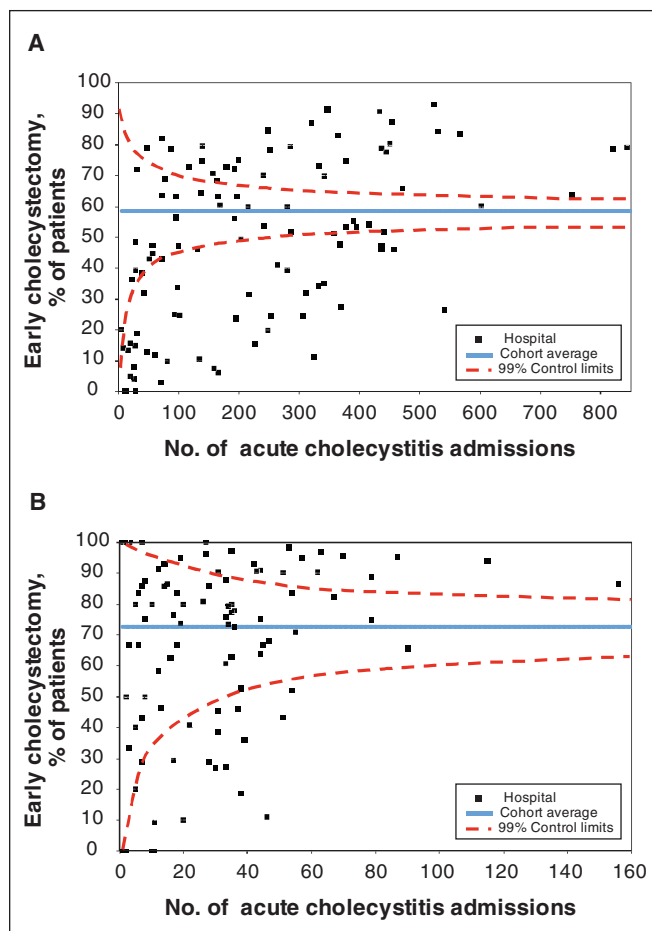 A
Early cholecystectomy,
% of patients
100
90
80
70
60
50
40
30
20
10
0
Hospital
Cohort average
99% Control limits
0 100 200 300 400 500 600 700 800
No. of acute cholecystitis admissions
B
Early cholecystectomy,
% of patients
100
90
80
70
60
50
40
30
20
10
0
Hospital
Cohort average
99% Control limits
0 20 40 60 80 100 120 140 160
No. of acute cholecystitis admissions